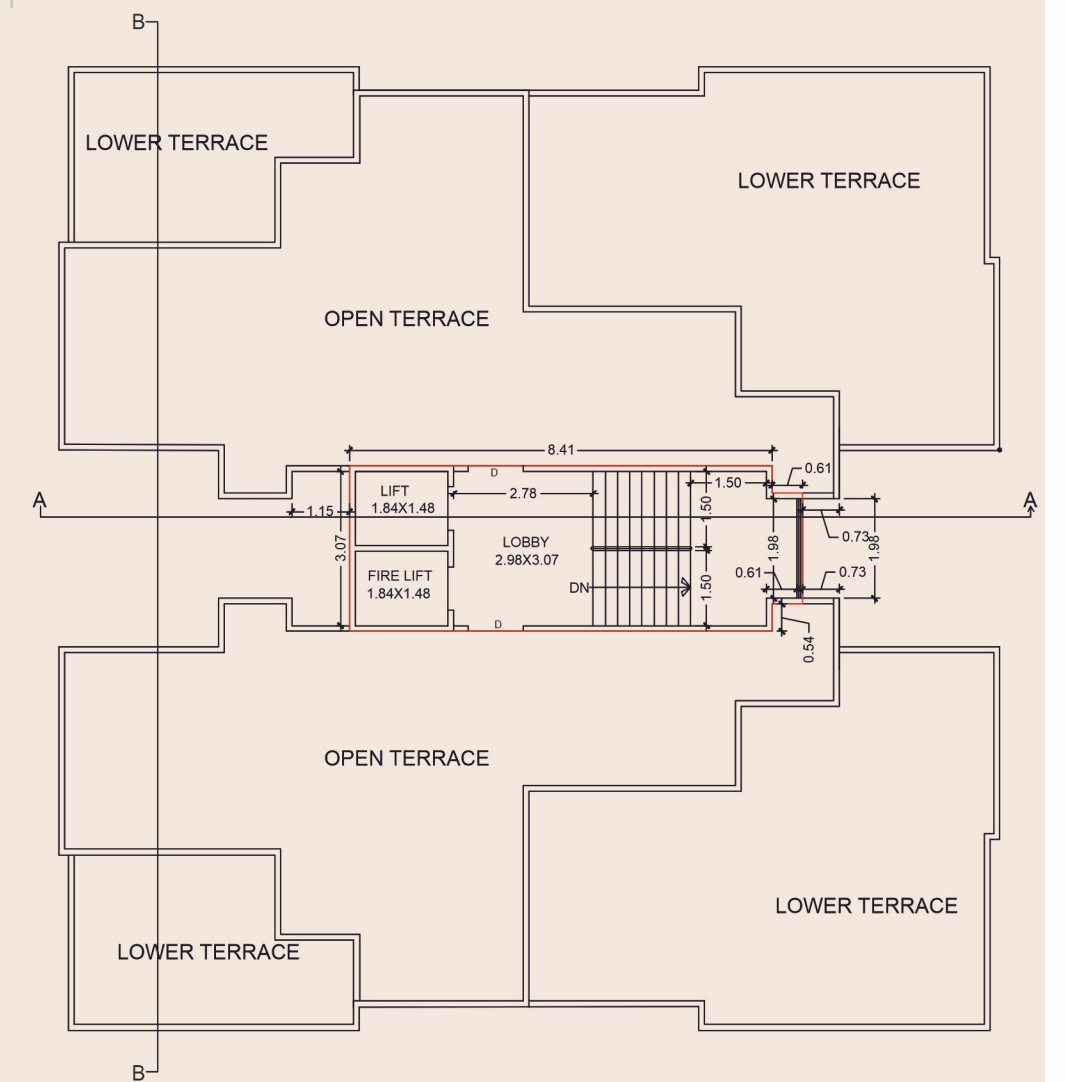 B
LOWER TERRACE
LOWER TERRACE
OPEN TERRACE
8.41
D
0.61
LIFT
1.84X1.48
2.78
1.50
1.50
A
1.15
A
3.07
LOBBY
2.98X3.07
1.98
0.73
1.98
FIRE LIFT
1.84X1.48
DN
1.50
0.61
0.73
D
0.54
OPEN TERRACE
LOWER TERRACE
LOWER TERRACE
B